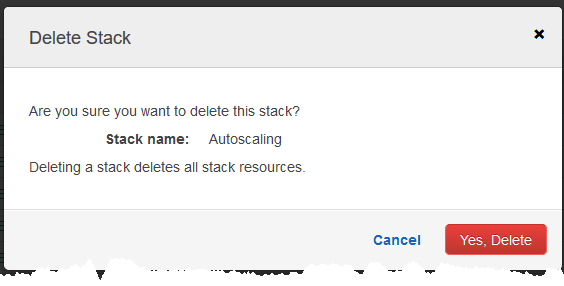 Delete Stack
Are you sure you want to delete this stack?
Stack name: Autoscaling
Deleting a stack deletes all stack resources.
Cancel Yes, Delete